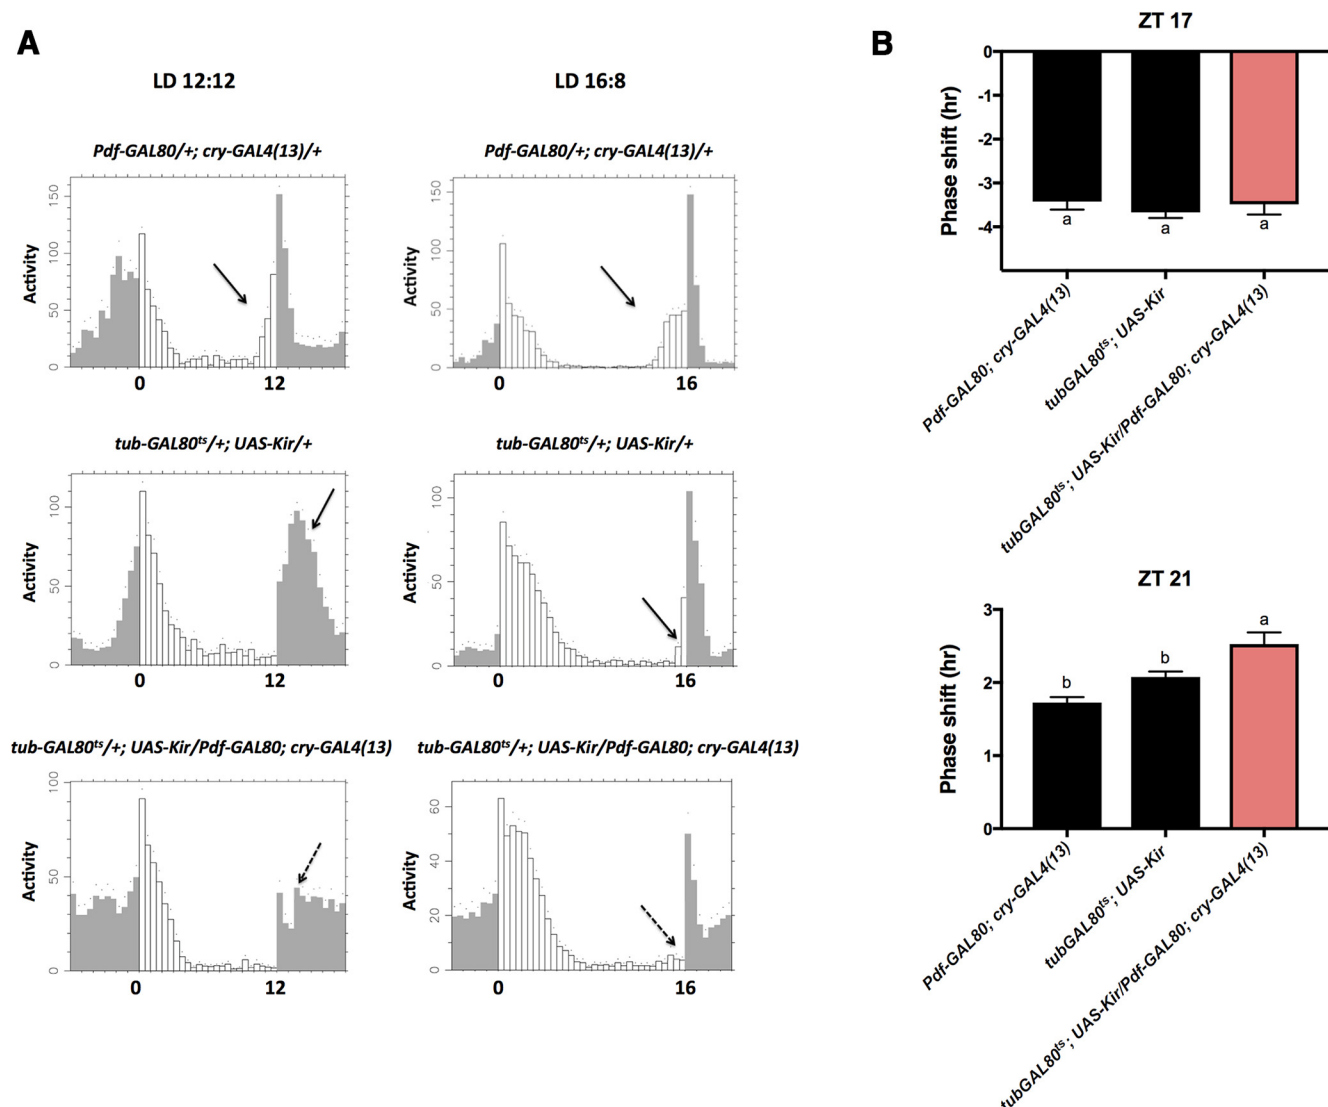 A
LD 12:12
LD 16:8
Pdf-GAL80/+; cry-GAL4(13)/+
Activity
0
50
100
150
0
12
Pdf-GAL80/+; cry-GAL4(13)/+
Activity
0
50
100
150
0
16
tub-GAL80ts/+; UAS-Kir/+
Activity
0
50
100
0
12
tub-GAL80ts/+; UAS-Kir/+
Activity
0
50
100
0
16
tub-GAL80ts/+; UAS-Kir/Pdf-GAL80; cry-GAL4(13)
Activity
0
50
100
0
12
tub-GAL80ts/+; UAS-Kir/Pdf-GAL80; cry-GAL4(13)
Activity
0
20
40
60
0
16
B
ZT 17
Phase shift (hr)
0
-1
-2
-3
-4
a
a
a
Pdf-GAL80; cry-GAL4(13)
tubGAL80ts; UAS-Kir
tubGAL80ts; UAS-Kir/Pdf-GAL80; cry-GAL4(13)
ZT 21
Phase shift (hr)
3
2
1
0
b
b
a
Pdf-GAL80; cry-GAL4(13)
tubGAL80ts; UAS-Kir
tubGAL80ts; UAS-Kir/Pdf-GAL80; cry-GAL4(13)